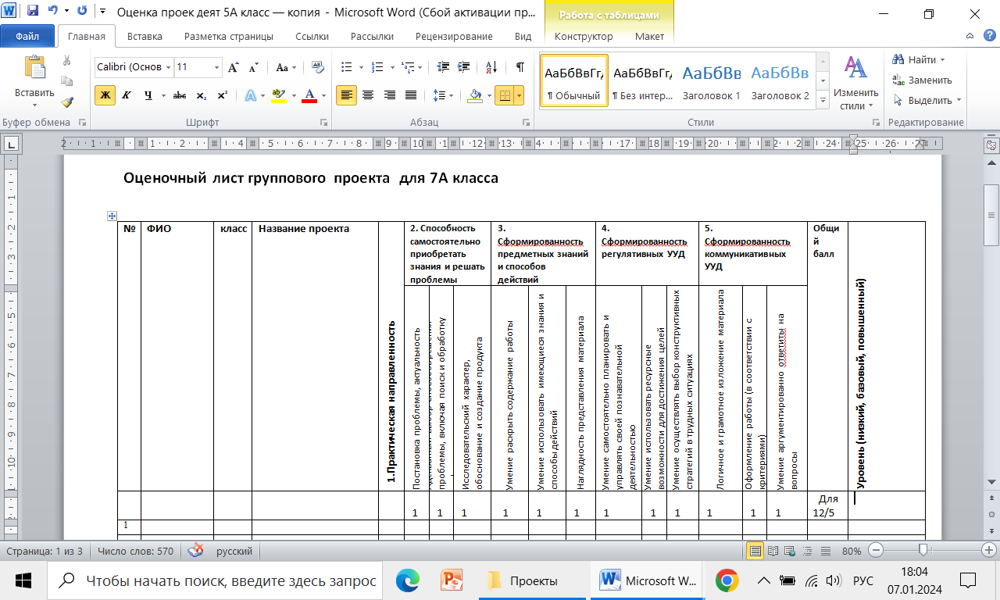 Оценка проек деят 5А класс — копия - Microsoft Word (Сбой активации пр...
Работа с таблицами
Файл
Главная
Вставка
Разметка страницы
Ссылки
Рассылки
Рецензирование
Вид
Конструктор
Макет
Вставить
Буфер обмена
Calibri (Основ
11
Шрифт
Абзац
АаБбВвГг,
¶ Обычный
АаБбВвГг,
¶ Без интер...
АаБбВв
Заголовок 1
АаБбВв
Заголовок 2
Стили
Изменить
стили
Найти
Заменить
Выделить
Редактирование
Оценочный лист группового проекта для 7А класса
№
ФИО
класс
Название проекта
1.Практическая направленность
2. Способность
самостоятельно
приобретать
знания и решать
проблемы
3.
Сформированность
предметных знаний
и способов
действий
4.
Сформированность
регулятивных УУД
5.
Сформированность
коммуникативных
УУД
Общи
й
балл
Уровень (низкий, базовый, повышенный)
Постановка проблемы, актуальность
проблемы, включая поиск и обработку
Исследовательский характер,
обоснование и создание продукта
Умение раскрыть содержание работы
Умение использовать имеющиеся знания и
способы действий
Наглядность представления материала
Умение самостоятельно планировать и
управлять своей познавательной
деятельностью
Умение использовать ресурсные
возможности для достижения целей
Умение осуществлять выбор конструктивных
стратегий в трудных ситуациях
Логичное и грамотное изложение материала
Оформление работы (в соответствии с
критериями)
Умение аргументированно ответиты на
вопросы
1 1 1 1 1 1 1 1 1 1 1 1
Для
12/5
1
Страница: 1 из 3
Число слов: 570
русский
80%
Чтобы начать поиск, введите здесь запрос
Проекты
Microsoft W...
РУС
18:04
07.01.2024